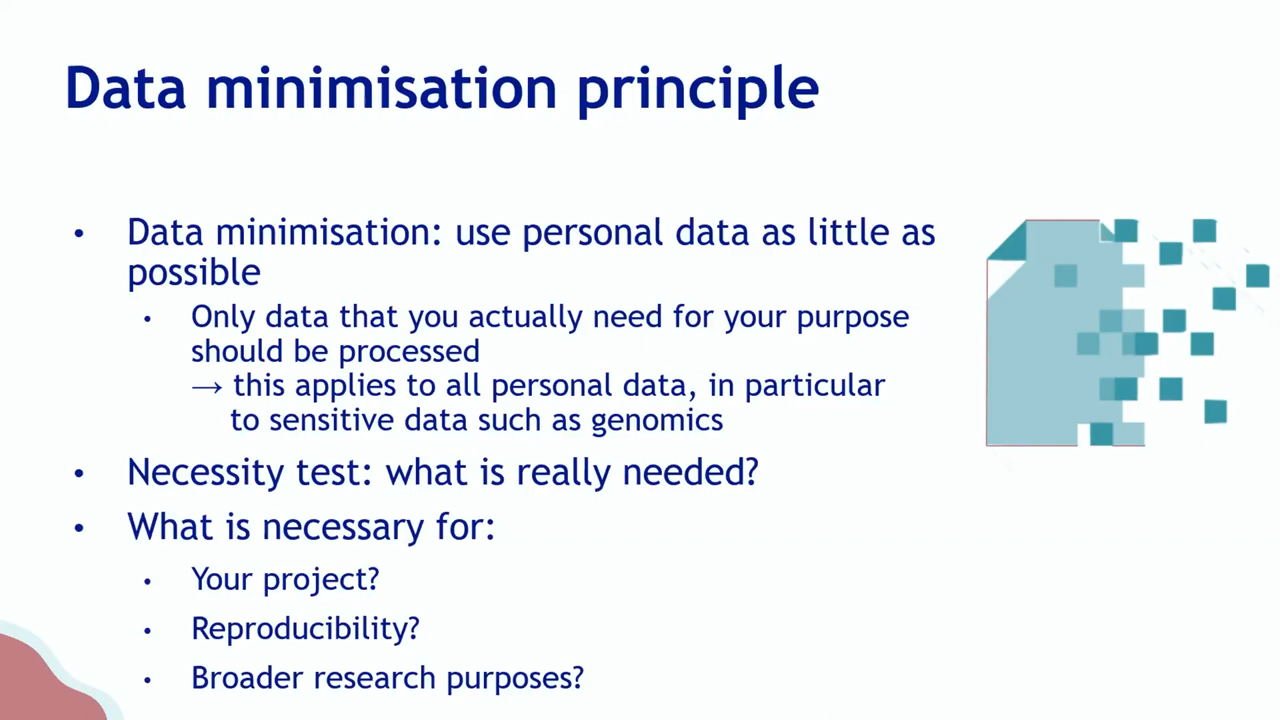 Data minimisation principle
• Data minimisation: use personal data as little as
possible
• Only data that you actually need for your purpose
should be processed
→ this applies to all personal data, in particular
to sensitive data such as genomics
• Necessity test: what is really needed?
• What is necessary for:
• Your project?
• Reproducibility?
• Broader research purposes?